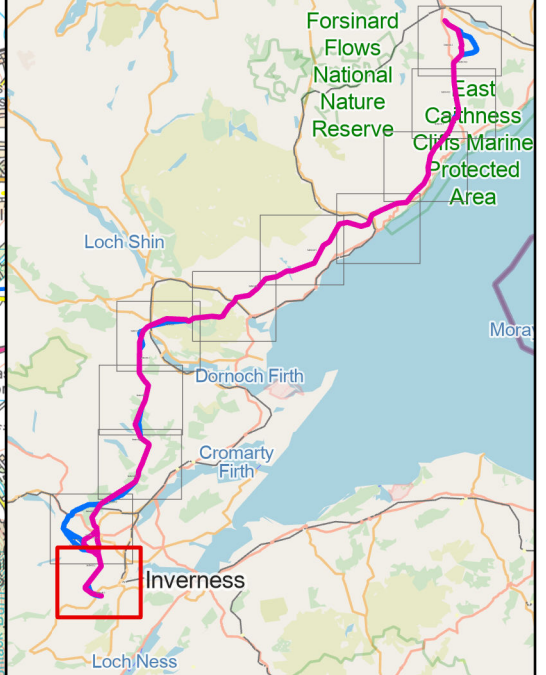 Forsinard
Flows
National
Nature
Reserve
East
Caithness
Cliffs Marine
Protected
Area
Loch Shin
Moray
Dornoch Firth
Cromarty
Firth
Inverness
Loch Ness